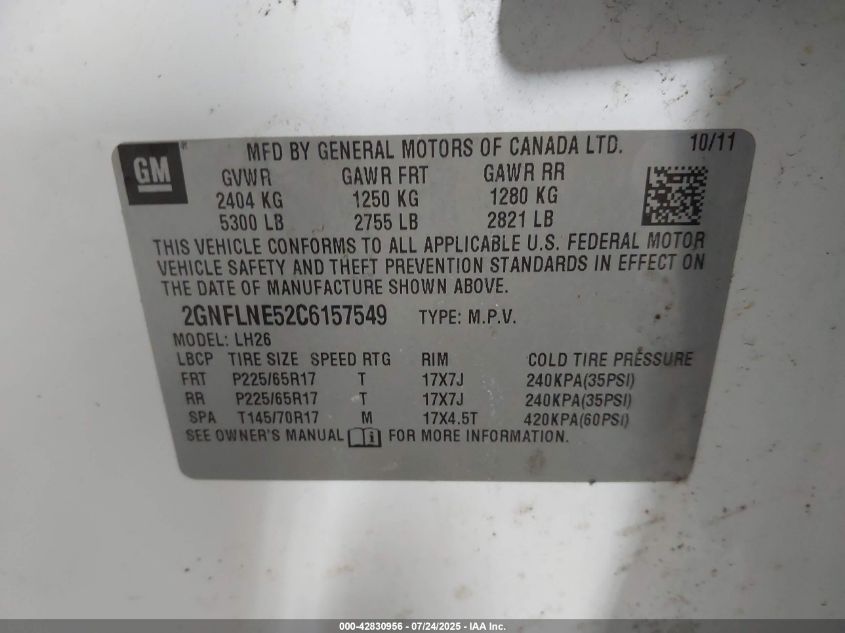 GM
MFD BY GENERAL MOTORS OF CANADA LTD. 10/11
GVWR GAWR FRT GAWR RR
2404 KG 1250 KG 1280 KG
5300 LB 2755 LB 2821 LB
THIS VEHICLE CONFORMS TO ALL APPLICABLE U.S. FEDERAL MOTOR
VEHICLE SAFETY AND THEFT PREVENTION STANDARDS IN EFFECT ON
THE DATE OF MANUFACTURE SHOWN ABOVE.
2GNFLNE52C6157549 TYPE: M.P.V.
MODEL: LH26
LBCP TIRE SIZE SPEED RTG RIM COLD TIRE PRESSURE
FRT P225/65R17 T 17X7J 240KPA(35PSI)
RR P225/65R17 T 17X7J 240KPA(35PSI)
SPA T145/70R17 M 17X4.5T 420KPA(60PSI)
SEE OWNER'S MANUAL FOR MORE INFORMATION.
000-42830956 - 07/24/2025 - IAA Inc.